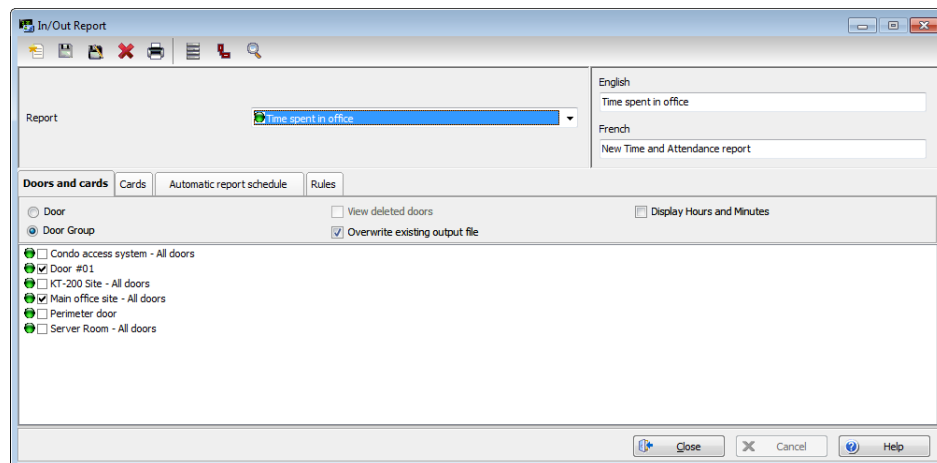 In/Out Report
English
Time spent in office
Report
Time spent in office
French
New Time and Attendance report
Doors and cards Cards Automatic report schedule Rules
Door View deleted doors Display Hours and Minutes
Door Group Overwrite existing output file
Condo access system - All doors
Door #01
KT-200 Site - All doors
Main office site - All doors
Perimeter door
Server Room - All doors
Close Cancel Help